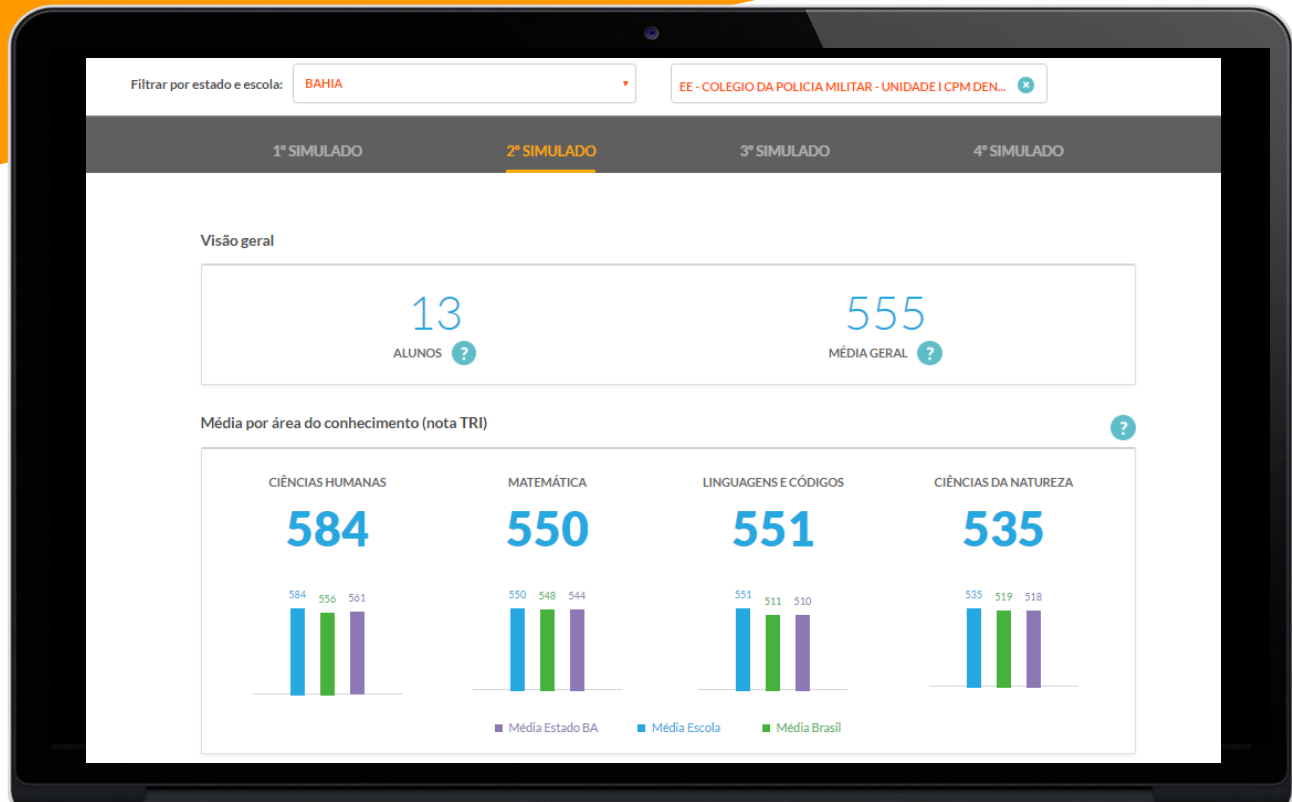 Filtrar por estado e escola: BAHIA EE - COLEGIO DA POLICIA MILITAR - UNIDADE I CPM DEN...
1º SIMULADO 2º SIMULADO 3º SIMULADO 4º SIMULADO
Visão geral
13 555
ALUNOS ? MÉDIA GERAL ?
Média por área do conhecimento (nota TRI) ?
CIÊNCIAS HUMANAS MATEMÁTICA LINGUAGENS E CÓDIGOS CIÊNCIAS DA NATUREZA
584 550 551 535
584 556 561 550 548 544 551 511 510 535 519 518
Média Estado BA Média Escola Média Brasil